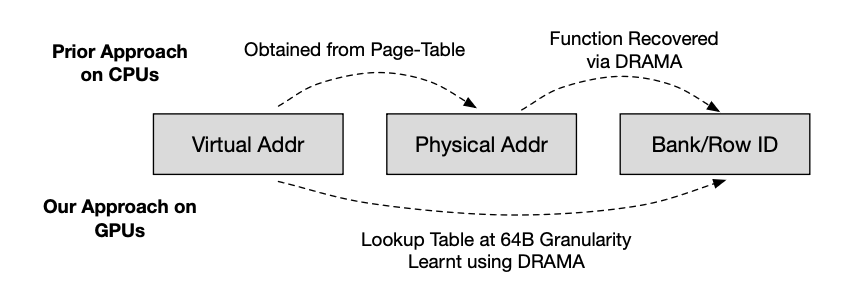 Prior Approach
on CPUs
Obtained from Page-Table
Function Recovered
via DRAMA
Virtual Addr
Physical Addr
Bank/Row ID
Our Approach on
GPUs
Lookup Table at 64B Granularity
Learnt using DRAMA